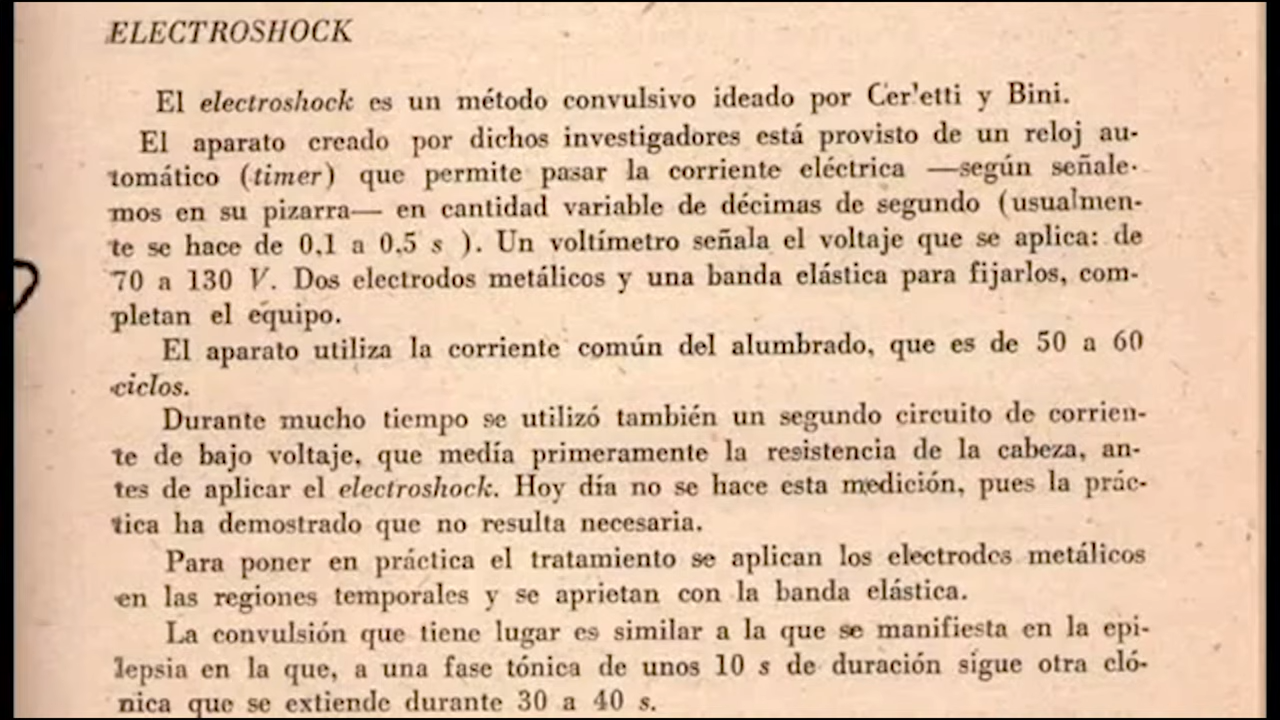 ELECTROSHOCK
El electroshock es un método convulsivo ideado por Cer'etti y Bini.
El aparato creado por dichos investigadores está provisto de un reloj au-
tomático (timer) que permite pasar la corriente eléctrica —según señale-
mos en su pizarra— en cantidad variable de décimas de segundo (usualmen-
te se hace de 0,1 a 0,5 s ). Un voltímetro señala el voltaje que se aplica: de
70 a 130 V. Dos electrodos metálicos y una banda elástica para fijarlos, com-
pletan el equipo.
El aparato utiliza la corriente común del alumbrado, que es de 50 a 60
ciclos.
Durante mucho tiempo se utilizó también un segundo circuito de corrien-
te de bajo voltaje, que medía primeramente la resistencia de la cabeza, an-
tes de aplicar el electroshock. Hoy día no se hace esta medición, pues la prác-
tica ha demostrado que no resulta necesaria.
Para poner en práctica el tratamiento se aplican los electrodos metálicos
en las regiones temporales y se aprietan con la banda elástica.
La convulsión que tiene lugar es similar a la que se manifiesta en la epi-
lepsia en la que, a una fase tónica de unos 10 s de duración sigue otra cló-
nica que se extiende durante 30 a 40 s.